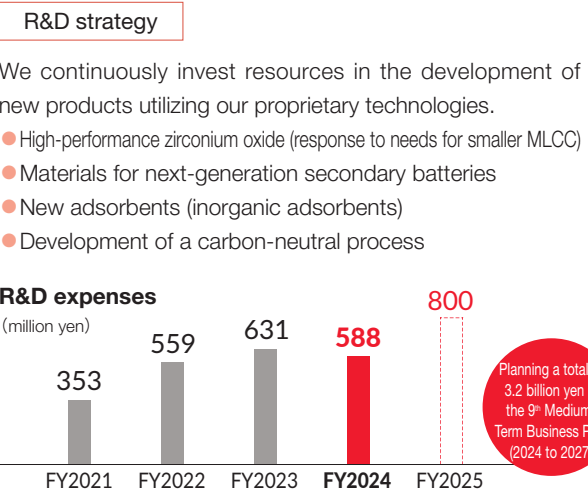 R&D strategy
We continuously invest resources in the development of
new products utilizing our proprietary technologies.
●High-performance zirconium oxide (response to needs for smaller MLCC)
●Materials for next-generation secondary batteries
●New adsorbents (inorganic adsorbents)
●Development of a carbon-neutral process
R&D expenses
(million yen)
353
559
631
588
800
Planning a total
3.2 billion yen
the 9th Medium
Term Business
(2024 to 2027
FY2021 FY2022 FY2023 FY2024 FY2025